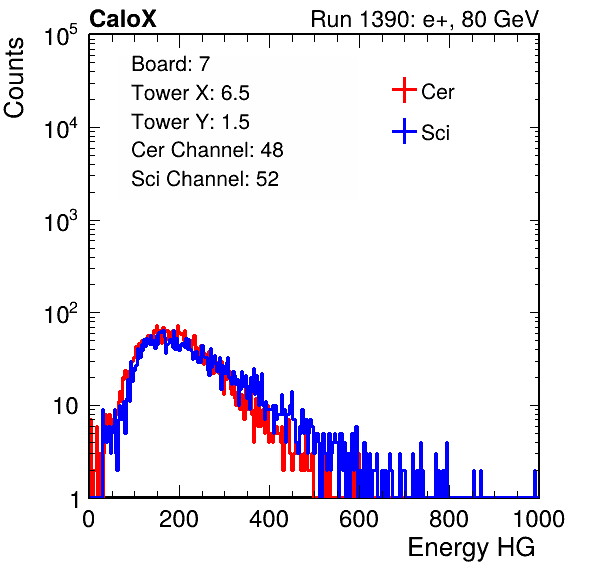 CaloX Run 1390: e+, 80 GeV
Counts
10^5
10^4
10^3
10^2
10
1
Board: 7
Tower X: 6.5
Tower Y: 1.5
Cer Channel: 48
Sci Channel: 52
Cer
Sci
0 200 400 600 800 1000
Energy HG